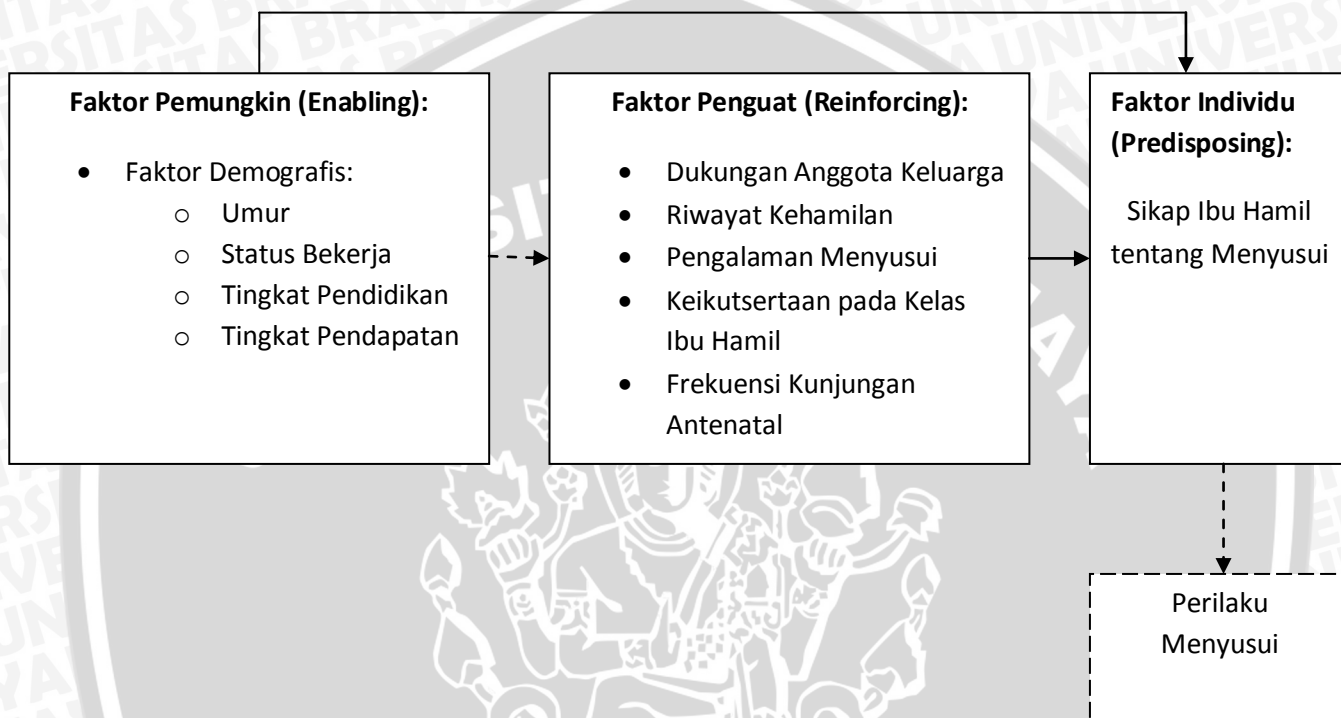 Faktor Pemungkin (Enabling):
• Faktor Demografis:
o Umur
o Status Bekerja
o Tingkat Pendidikan
o Tingkat Pendapatan
Faktor Penguat (Reinforcing):
• Dukungan Anggota Keluarga
• Riwayat Kehamilan
• Pengalaman Menyusui
• Keikutsertaan pada Kelas
Ibu Hamil
• Frekuensi Kunjungan
Antenatal
Faktor Individu
(Predisposing):
Sikap Ibu Hamil
tentang Menyusui
Perilaku
Menyusui